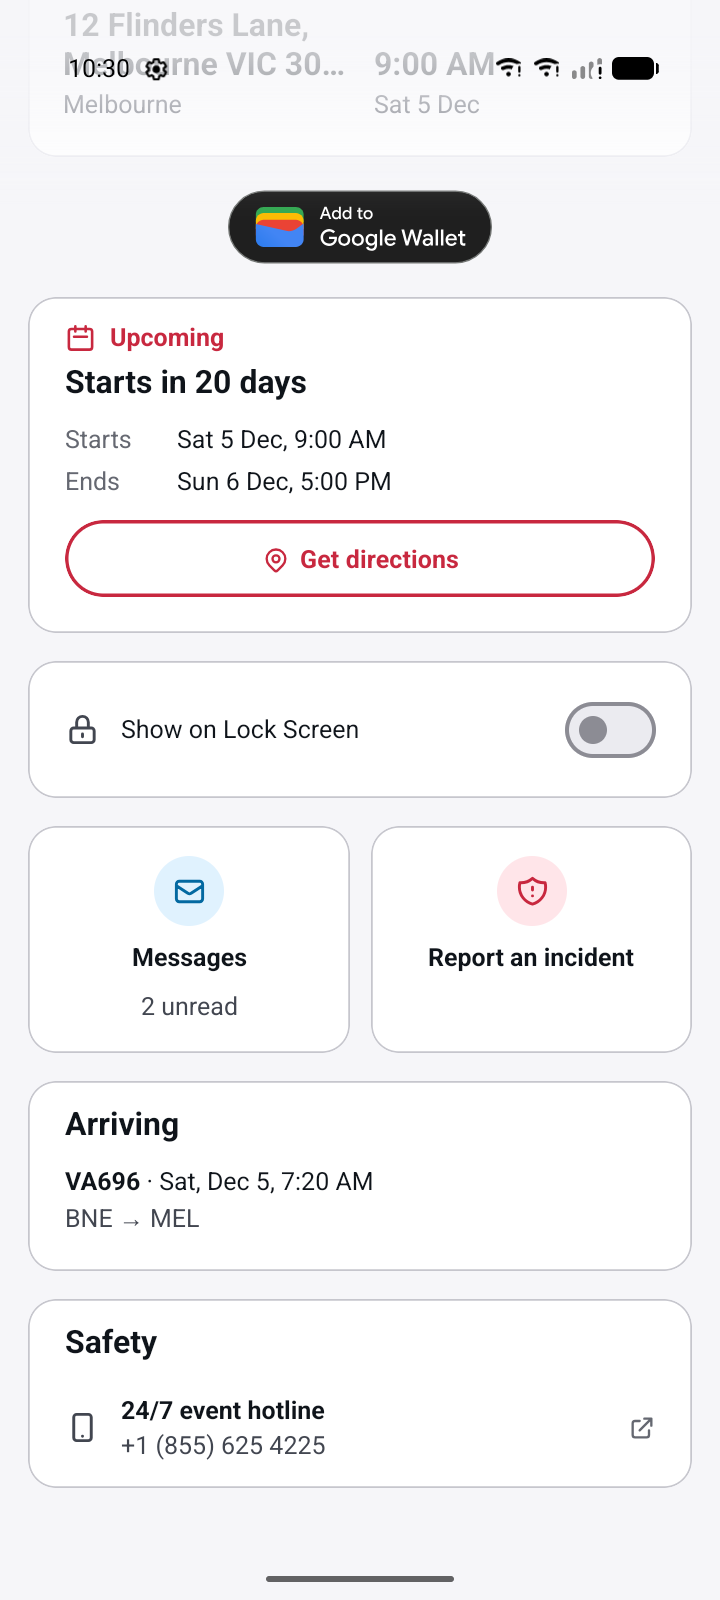 12 Flinders Lane,
Melbourne VIC 30… 9:00 AM
10:30
Melbourne Sat 5 Dec
Add to
Google Wallet
Upcoming
Starts in 20 days
Starts Sat 5 Dec, 9:00 AM
Ends Sun 6 Dec, 5:00 PM
Get directions
Show on Lock Screen
Messages
2 unread
Report an incident
Arriving
VA696 · Sat, Dec 5, 7:20 AM
BNE → MEL
Safety
24/7 event hotline
+1 (855) 625 4225